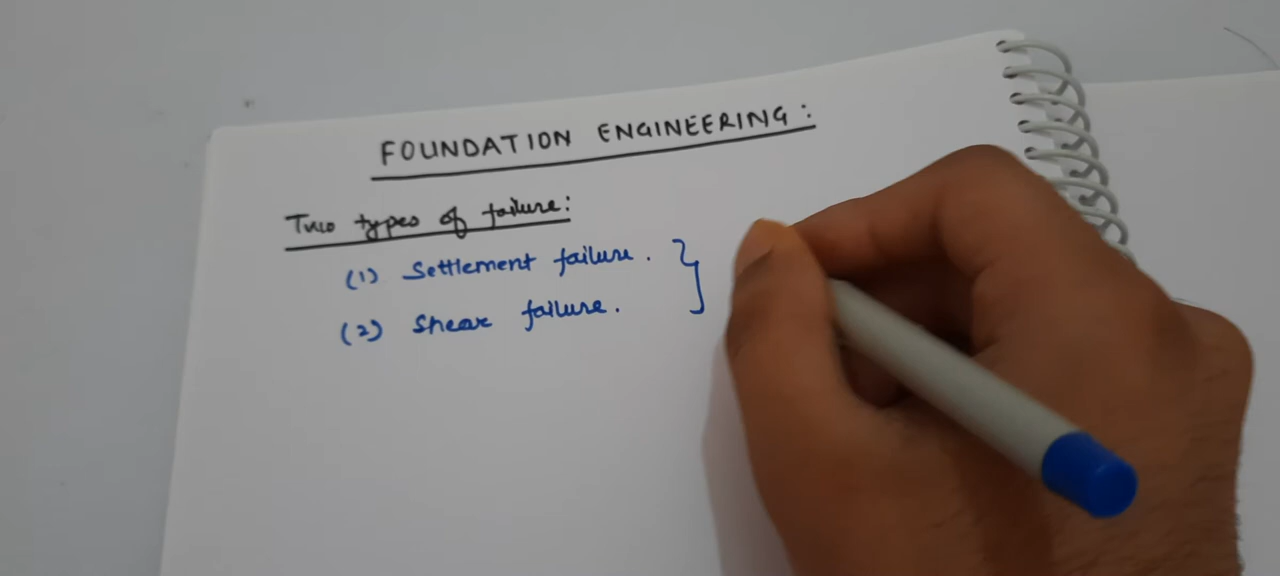 FOUNDATION ENGINEERING:
Two types of failure:
(1) Settlement failure.
(2) Shear failure.